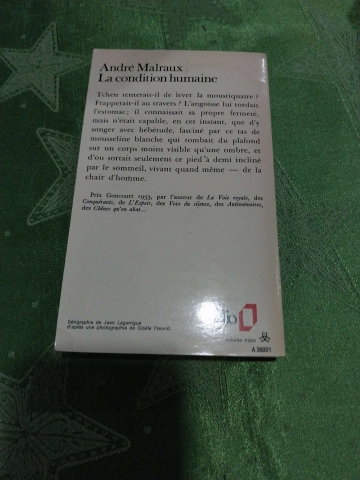 André Malraux
La condition humaine
Tchen tenterait-il de lever la moustiquaire ?
Frapperait-il au travers ? L'angoisse lui tordait
l'estomac ; il connaissait sa propre fermeté,
mais n'était capable, en cet instant, que d'y
songer avec hébétude, fasciné par ce tas de
mousseline blanche qui tombait du plafond
sur un corps moins visible qu'une ombre, et
d'où sortait seulement ce pied à demi incliné
par le sommeil, vivant quand même — de la
chair d'homme.
Prix Goncourt 1933, par l'auteur de La Voie royale, des
Conquérants, de L'Espoir, des Voix du silence, des Antimémoires,
des Chênes qu'on abat...
Sérigraphie de Jean Lagarrigue
d'après une photographie de Gisèle Freund.
lio
volume triple
A 36001